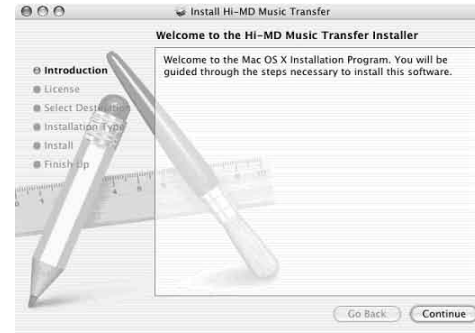 Install Hi-MD Music Transfer
Welcome to the Hi-MD Music Transfer Installer
Introduction
License
Select Destination
Installation Type
Install
Finish Up
Welcome to the Mac OS X Installation Program. You will be
guided through the steps necessary to install this software.
Go Back
Continue